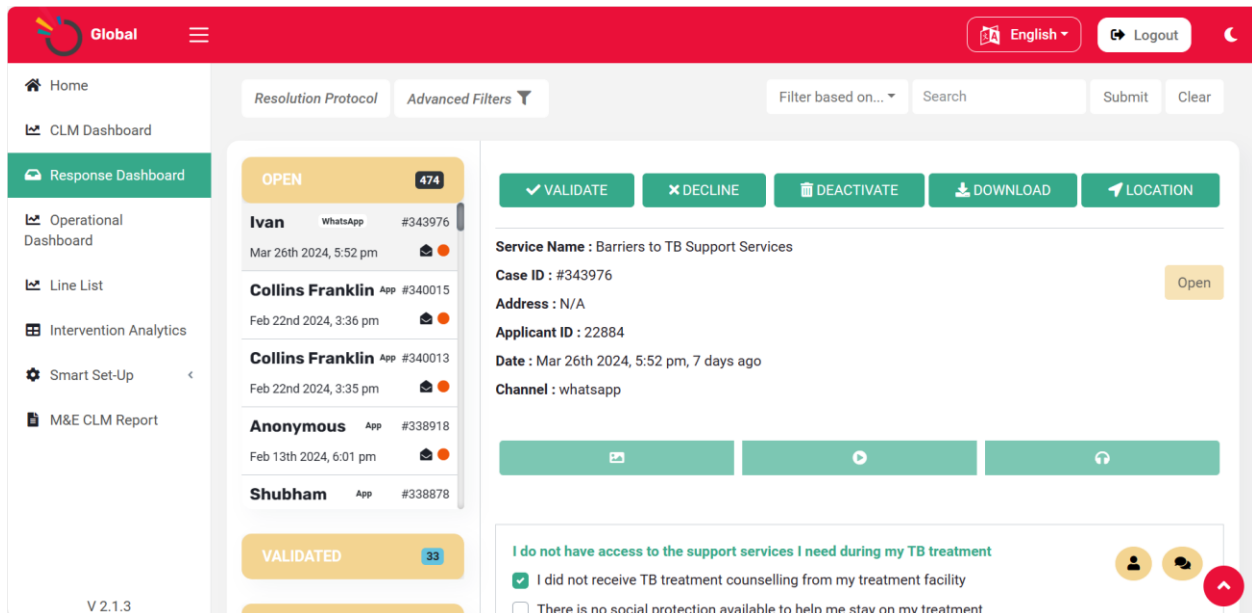 Global
English
Logout
Home
CLM Dashboard
Response Dashboard
Operational
Dashboard
Line List
Intervention Analytics
Smart Set-Up
M&E CLM Report
V 2.1.3
Resolution Protocol
Advanced Filters
Filter based on...
Search
Submit
Clear
OPEN 474
Ivan WhatsApp #343976
Mar 26th 2024, 5:52 pm
Collins Franklin App #340015
Feb 22nd 2024, 3:36 pm
Collins Franklin App #340013
Feb 22nd 2024, 3:35 pm
Anonymous App #338918
Feb 13th 2024, 6:01 pm
Shubham App #338878
VALIDATED 33
VALIDATE
DECLINE
DEACTIVATE
DOWNLOAD
LOCATION
Service Name : Barriers to TB Support Services
Case ID : #343976
Open
Address : N/A
Applicant ID : 22884
Date : Mar 26th 2024, 5:52 pm, 7 days ago
Channel : whatsapp
I do not have access to the support services I need during my TB treatment
I did not receive TB treatment counselling from my treatment facility
There is no social protection available to help me stay on my treatment